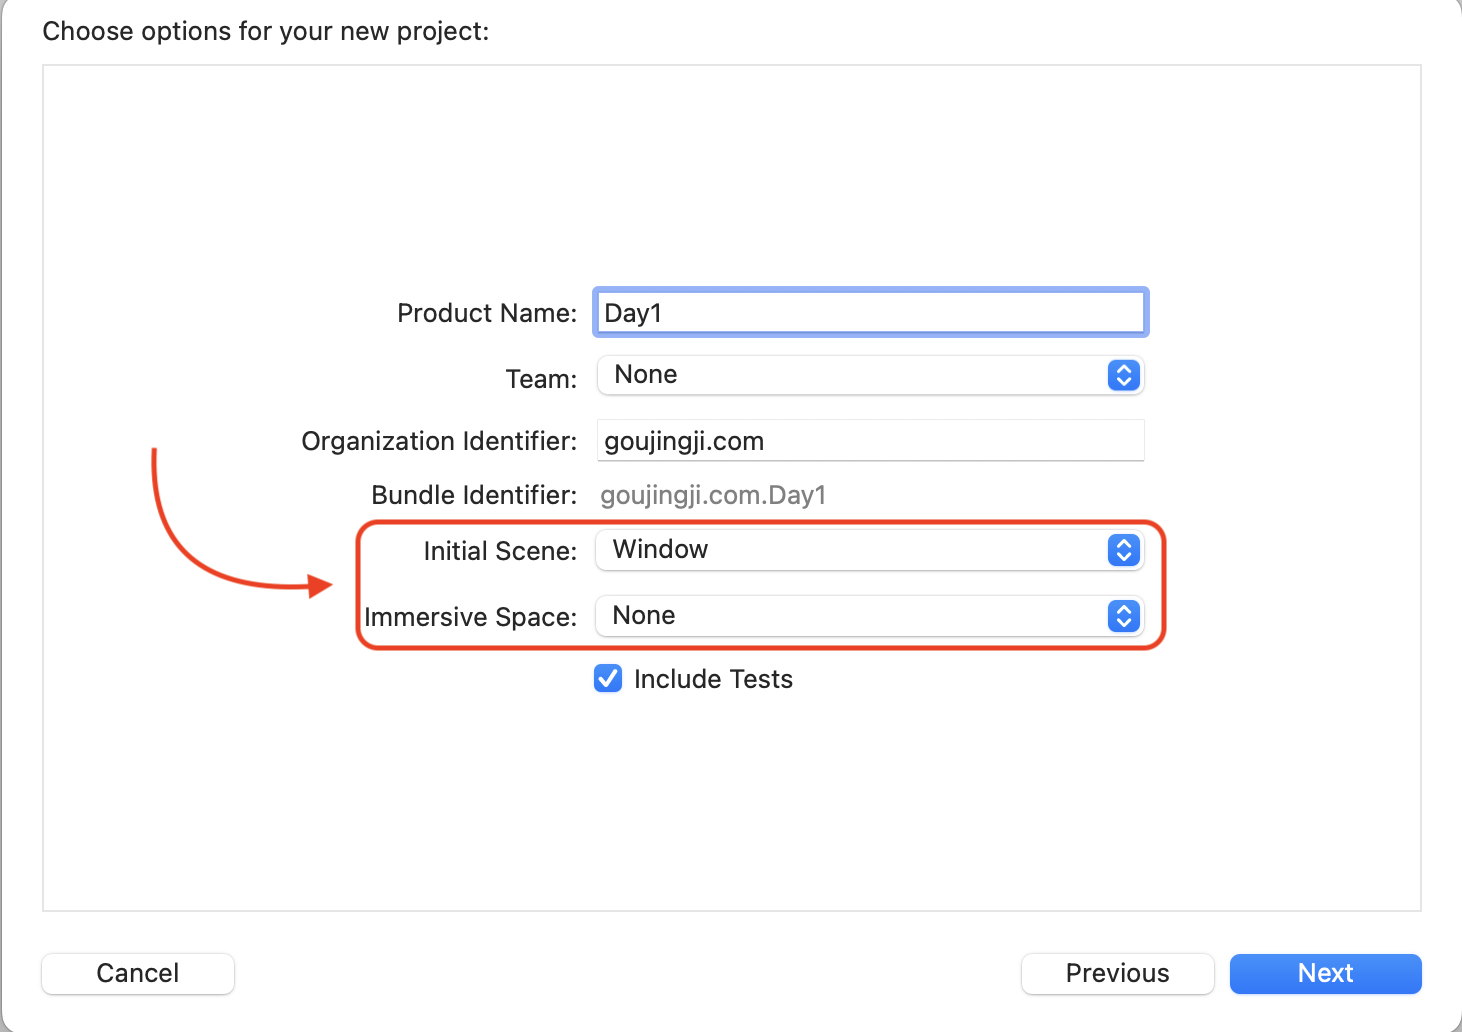 Choose options for your new project:
Product Name: Day1
Team: None
Organization Identifier: goujingji.com
Bundle Identifier: goujingji.com.Day1
Initial Scene: Window
Immersive Space: None
Include Tests
Cancel Previous Next